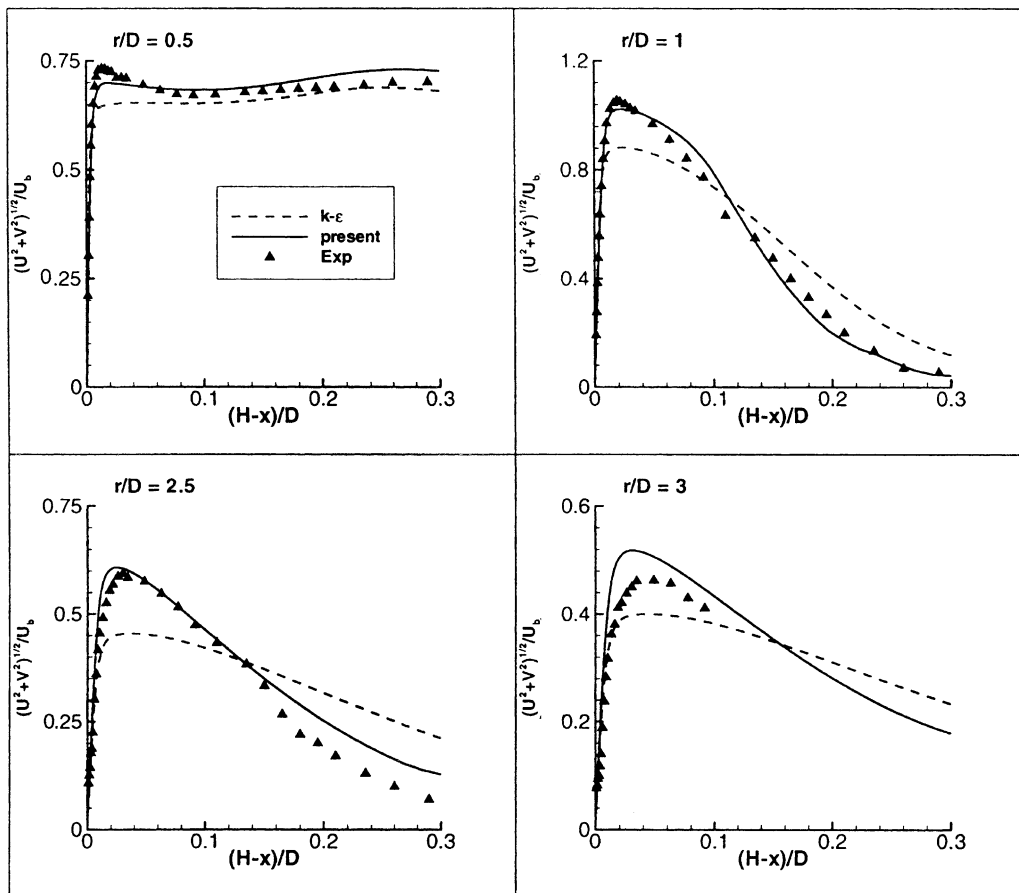 r/D = 0.5
0.75
0.5
0.25
0
(U²+V²)^1/2/U_b
k-ε
present
Exp
0 0.1 0.2 0.3
(H-x)/D
r/D = 1
1.2
0.8
0.4
0
(U²+V²)^1/2/U_b
0 0.1 0.2 0.3
(H-x)/D
r/D = 2.5
0.75
0.5
0.25
0
(U²+V²)^1/2/U_b
0 0.1 0.2 0.3
(H-x)/D
r/D = 3
0.6
0.4
0.2
0
(U²+V²)^1/2/U_b
0 0.1 0.2 0.3
(H-x)/D